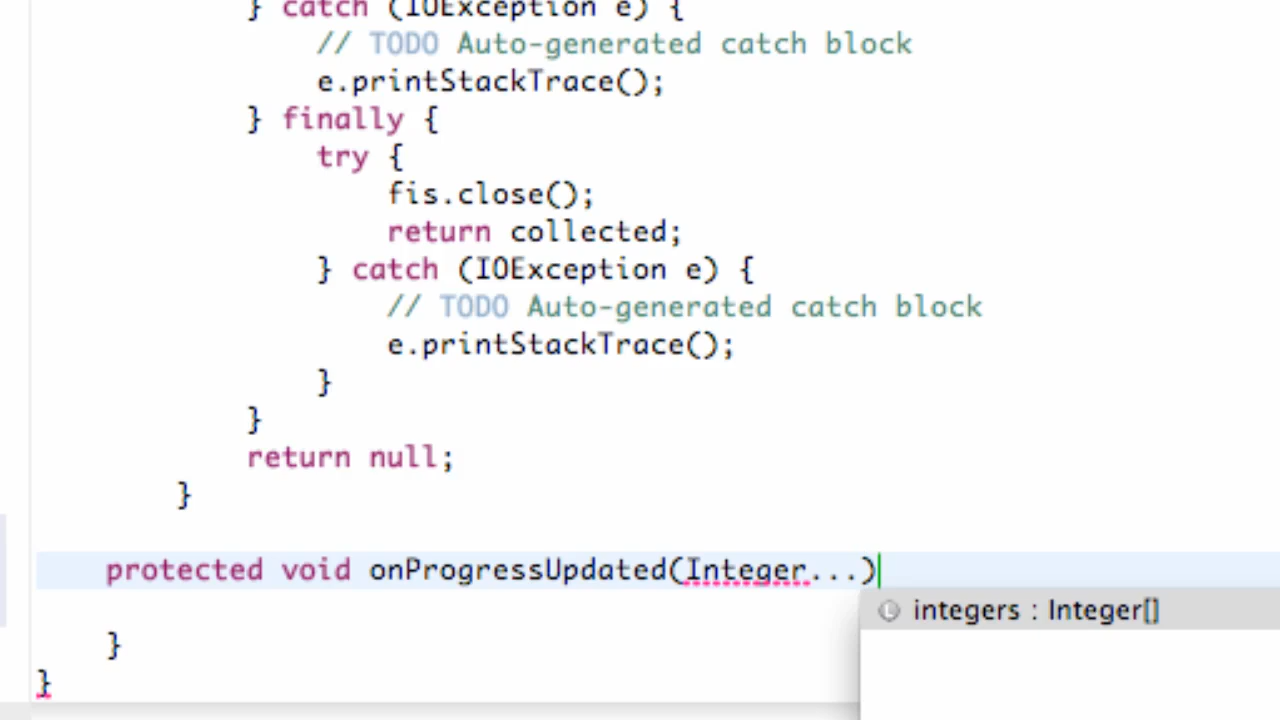 } catch (IOException e) {
// TODO Auto-generated catch block
e.printStackTrace();
} finally {
try {
fis.close();
return collected;
} catch (IOException e) {
// TODO Auto-generated catch block
e.printStackTrace();
}
}
return null;
}
protected void onProgressUpdated(Integer...)
integers : Integer[]
}
}